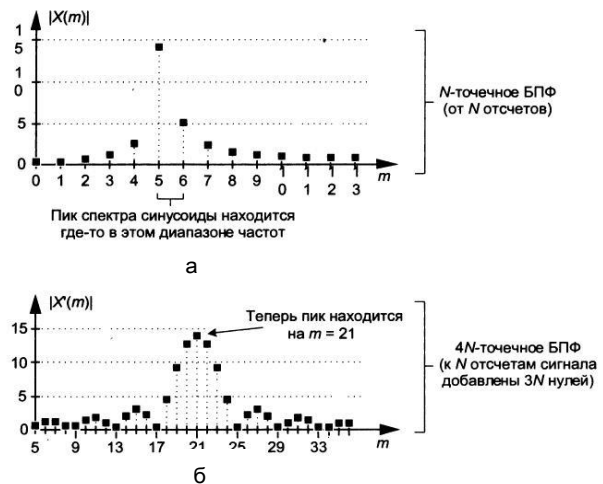 |X(m)|
1
5
1
0
5
0
0 1 2 3 4 5 6 7 8 9 1 1 1 1
0 1 2 3
m
N-точечное БПФ
(от N отсчетов)
Пик спектра синусоиды находится
где-то в этом диапазоне частот
а
|X'(m)|
15
10
5
0
5 9 13 17 21 25 29 33
m
Теперь пик находится
на m = 21
4N-точечное БПФ
(к N отсчетам сигнала
добавлены 3N нулей)
б